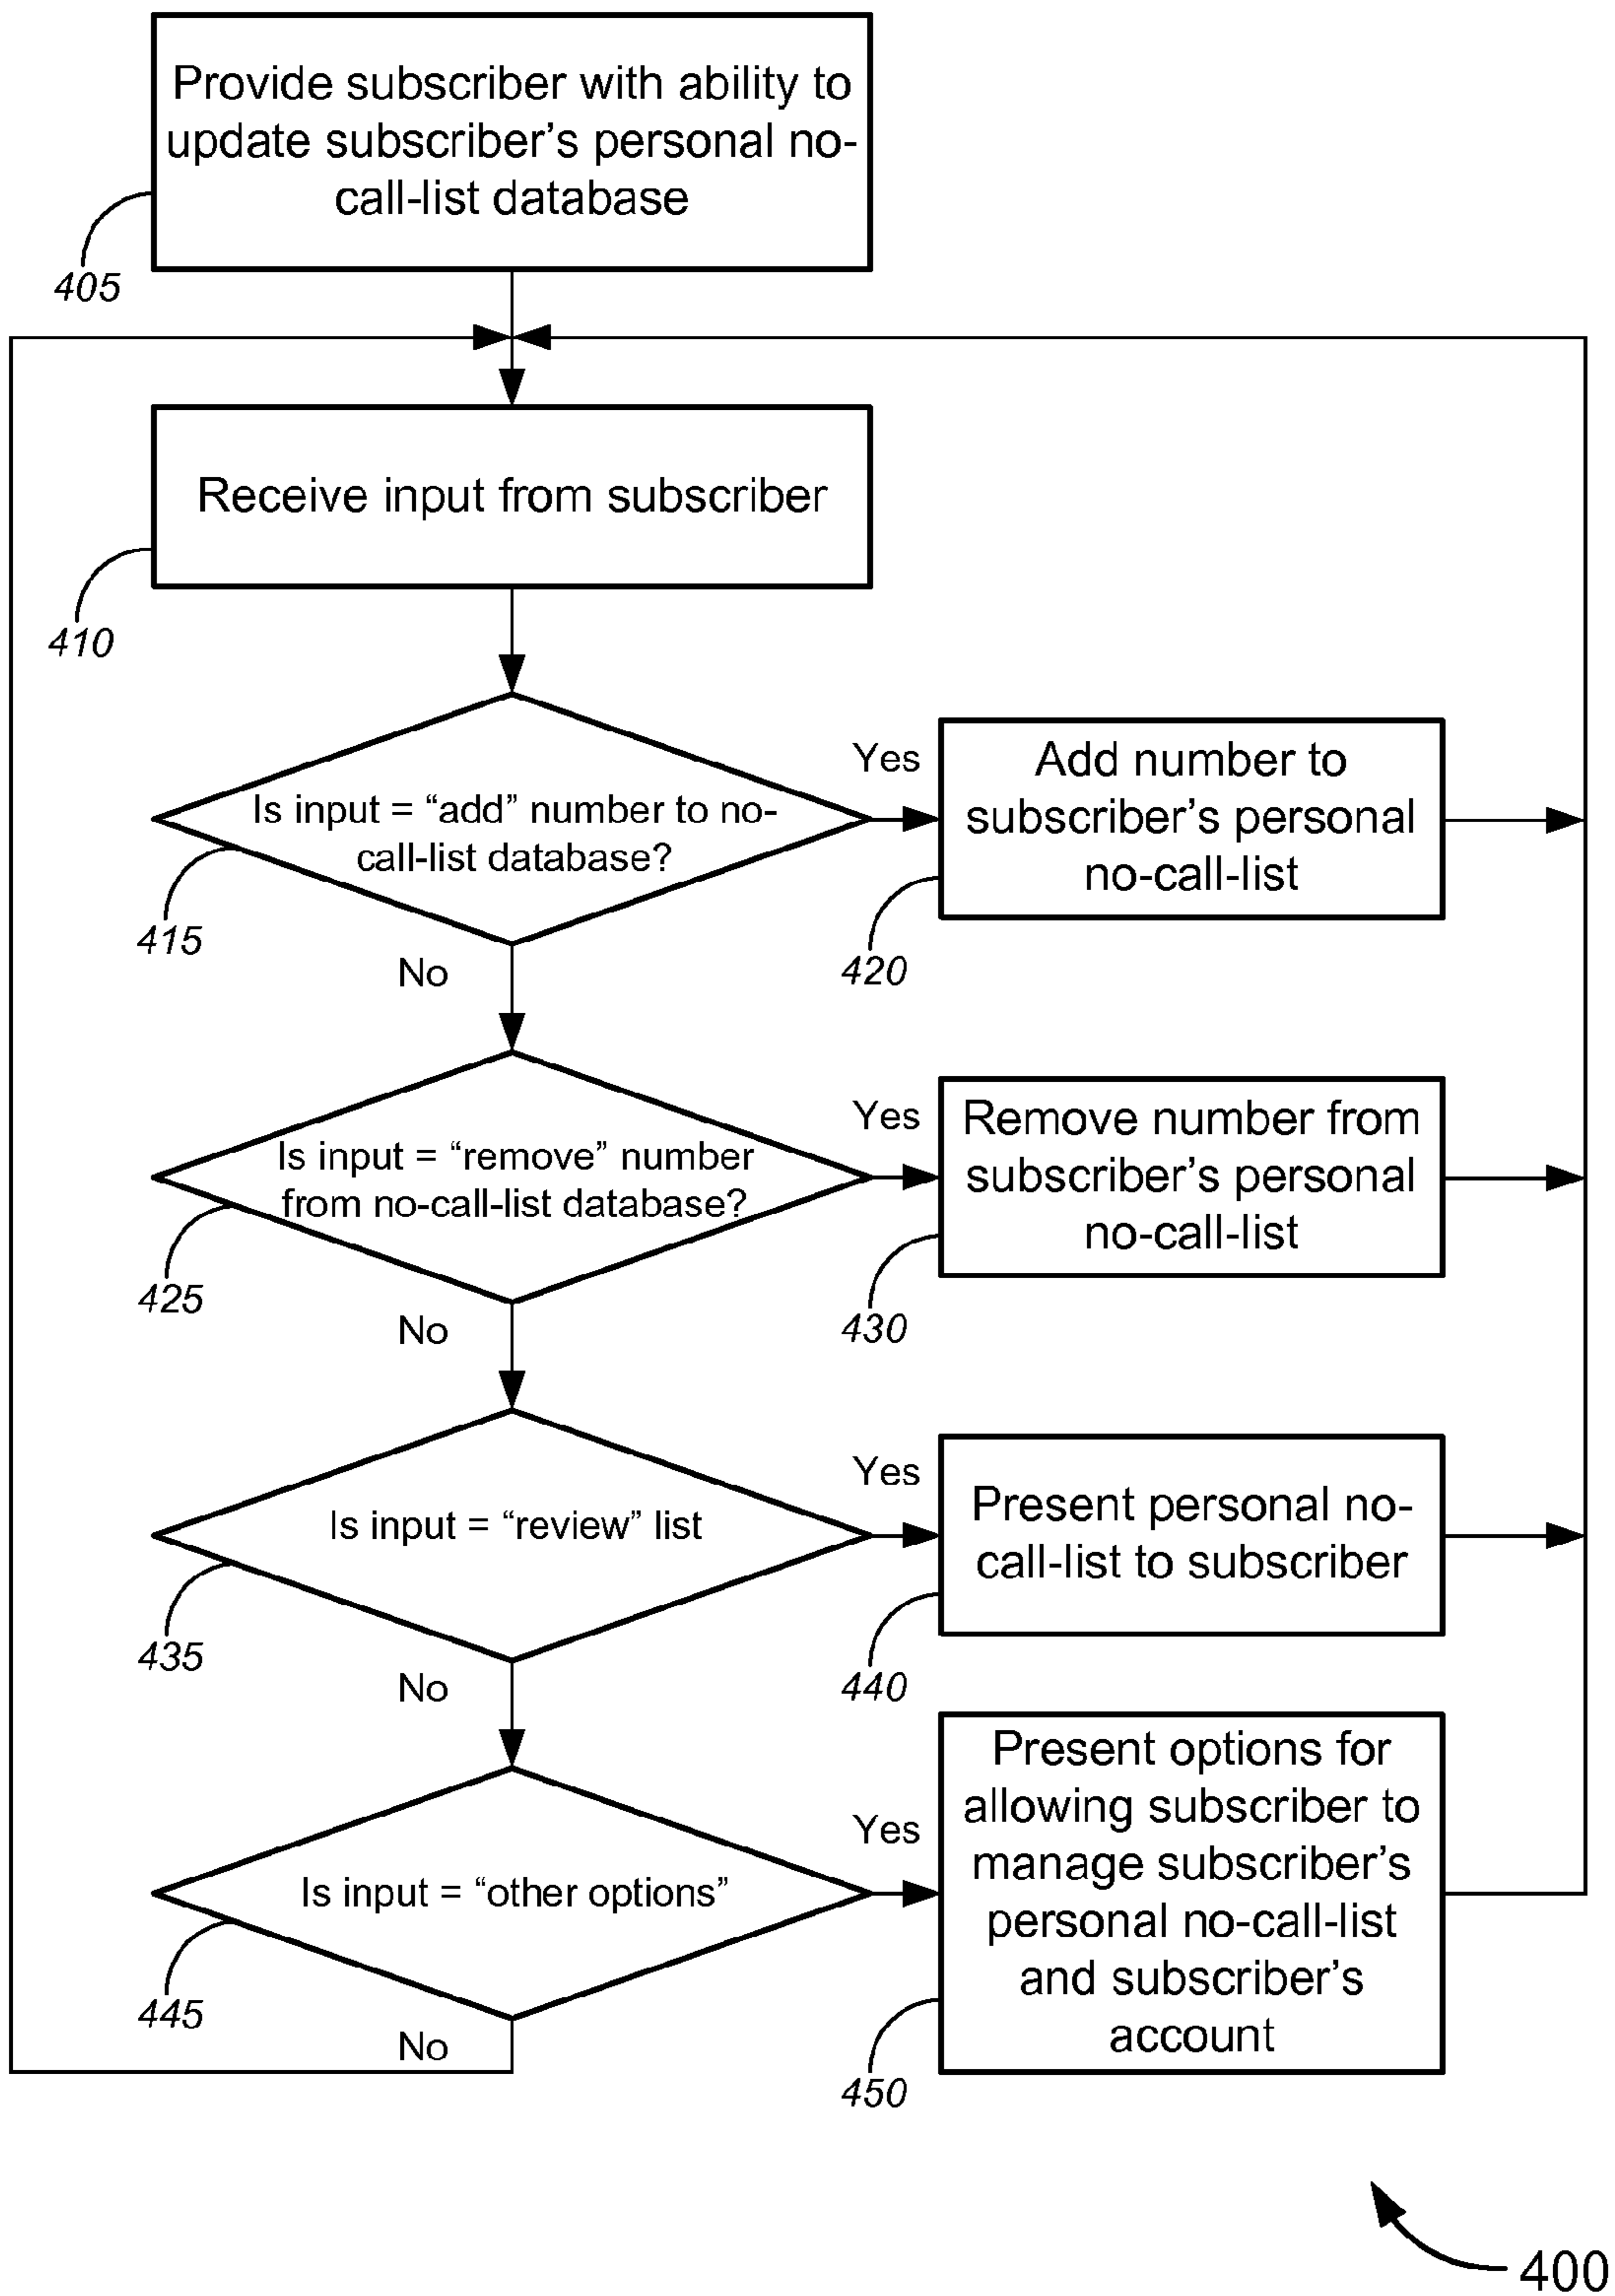 Provide subscriber with ability to
update subscriber’s personal no-
call-list database
405
Receive input from subscriber
410
Is input = “add” number to no-
call-list database?
415
Yes
Add number to
subscriber’s personal
no-call-list
420
No
Is input = “remove” number
from no-call-list database?
425
Yes
Remove number from
subscriber’s personal
no-call-list
430
No
Is input = “review” list
435
Yes
Present personal no-
call-list to subscriber
440
No
Is input = “other options”
445
Yes
Present options for
allowing subscriber to
manage subscriber’s
personal no-call-list
and subscriber’s
account
450
No
400